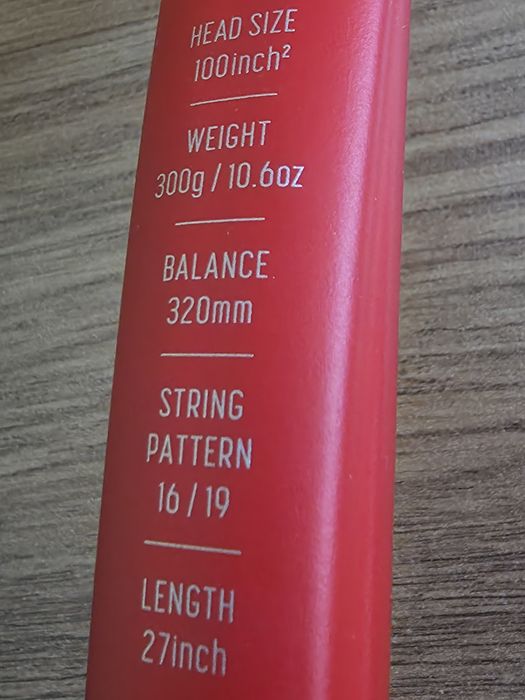 HEAD SIZE
100inch²
WEIGHT
300g / 10.6oz
BALANCE
320mm
STRING
PATTERN
16 / 19
LENGTH
27inch